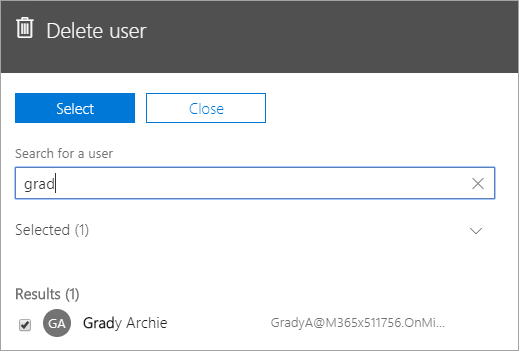 Delete user
Select Close
Search for a user
grad
Selected (1)
Results (1)
GA Grady Archie GradyA@M365x511756.OnMi...